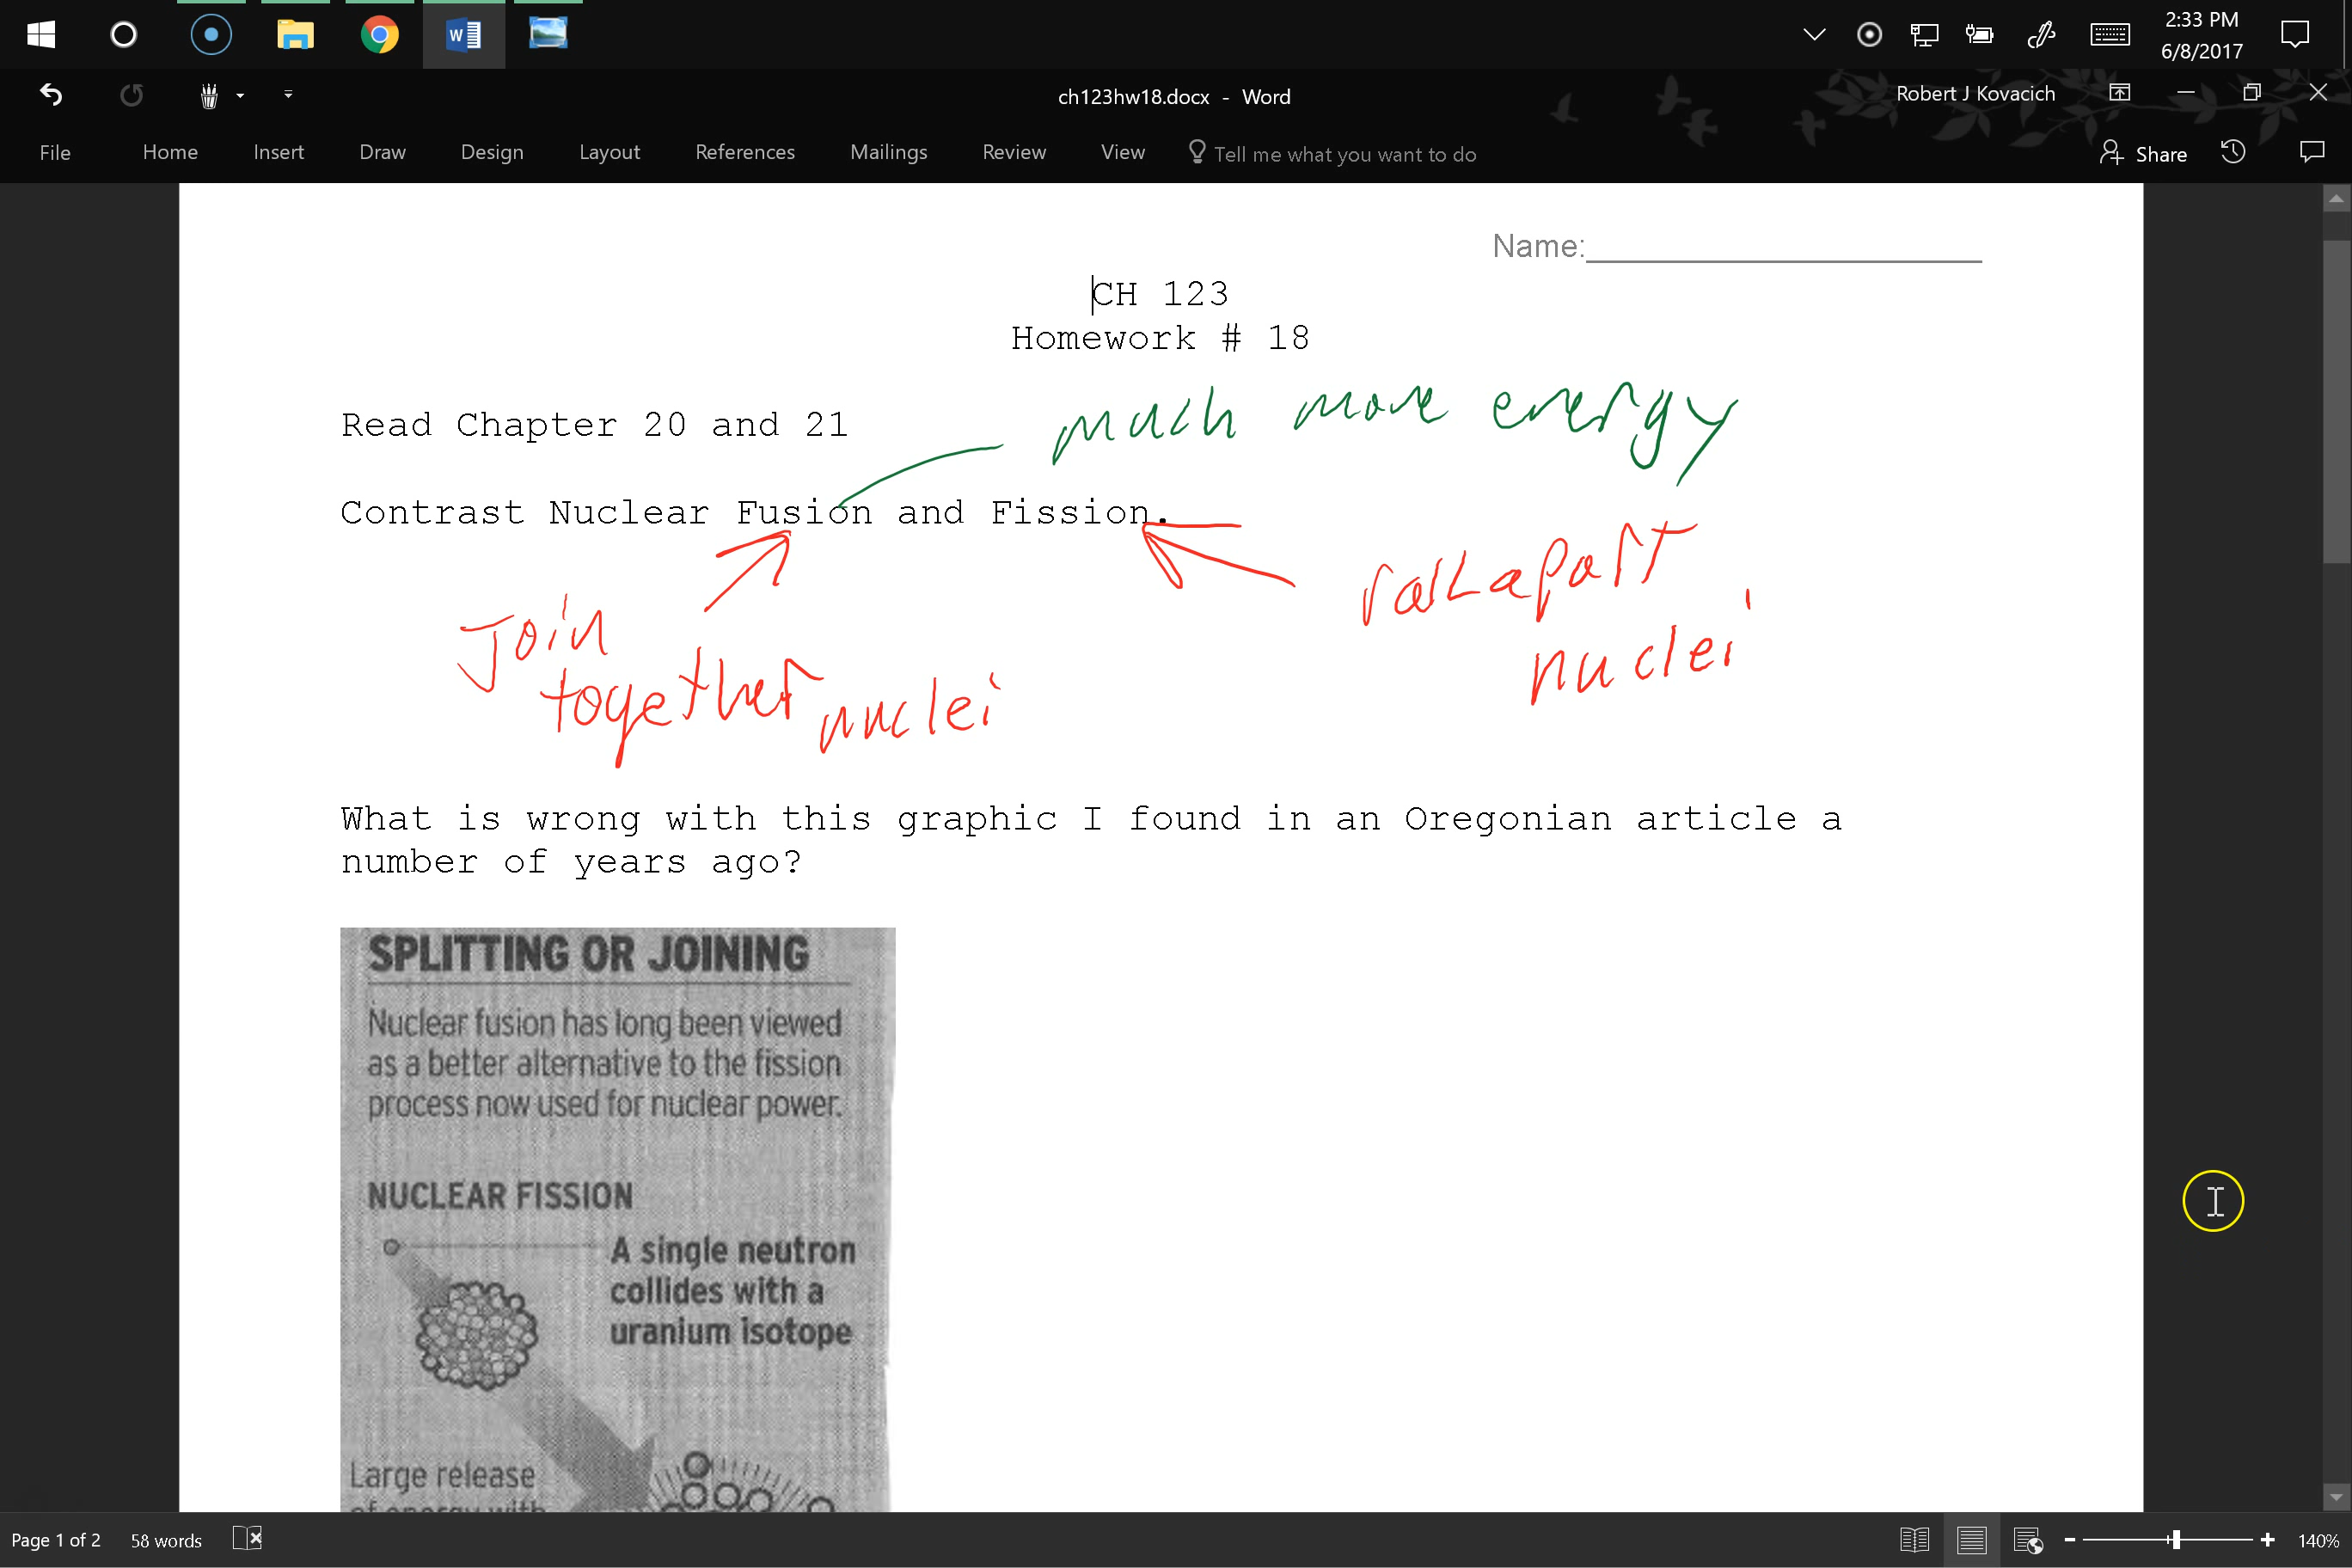 2:33 PM
6/8/2017
ch123hw18.docx - Word
Robert J Kovacich
File Home Insert Draw Design Layout References Mailings Review View Tell me what you want to do Share
Name:
CH 123
Homework # 18
much more energy
Read Chapter 20 and 21
Contrast Nuclear Fusion and Fission.
Join
together nuclei
apart
nuclei
What is wrong with this graphic I found in an Oregonian article a
number of years ago?
SPLITTING OR JOINING
Nuclear fusion has long been viewed
as a better alternative to the fission
process now used for nuclear power.
NUCLEAR FISSION
A single neutron
collides with a
uranium isotope
Large release
of energy with
Page 1 of 2 58 words 140%